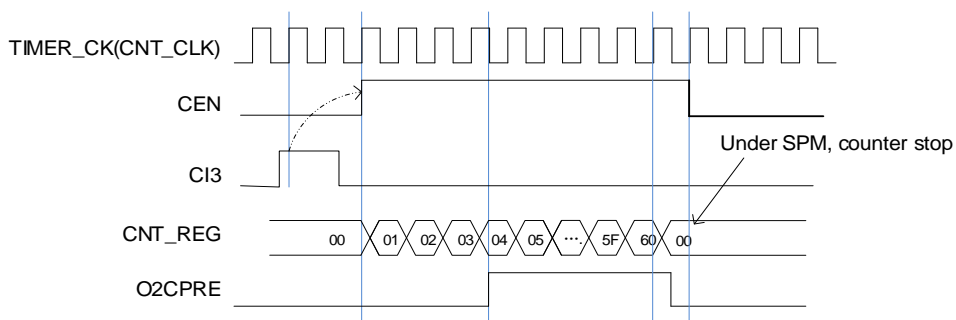 TIMER_CK(CNT_CLK)
CEN
Under SPM, counter stop
CI3
CNT_REG 00 01 02 03 04 05 .... 5F 60 00
O2CPRE